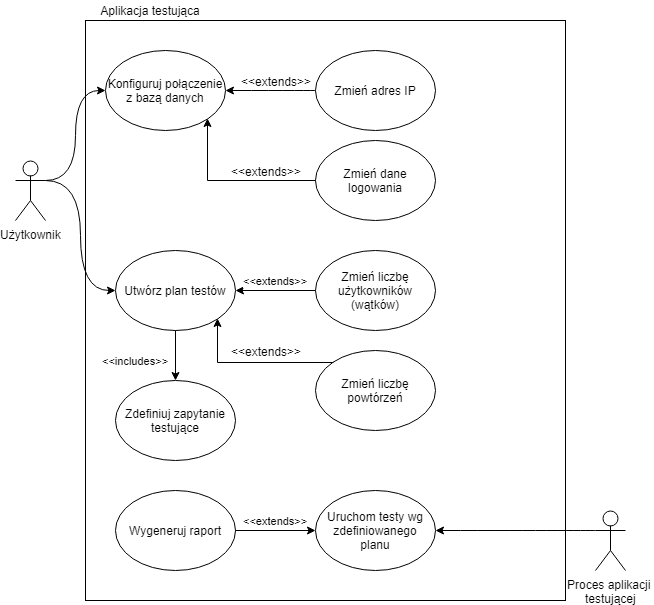 Aplikacja testująca
Konfiguruj połączenie
z bazą danych
<<extends>>
Zmień adres IP
<<extends>>
Zmień dane
logowania
Użytkownik
Utwórz plan testów
<<extends>>
Zmień liczbę
użytkowników
(wątków)
<<extends>>
<<includes>>
Zmień liczbę
powtórzeń
Zdefiniuj zapytanie
testujące
Wygeneruj raport
<<extends>>
Uruchom testy wg
zdefiniowanego
planu
Proces aplikacji
testującej